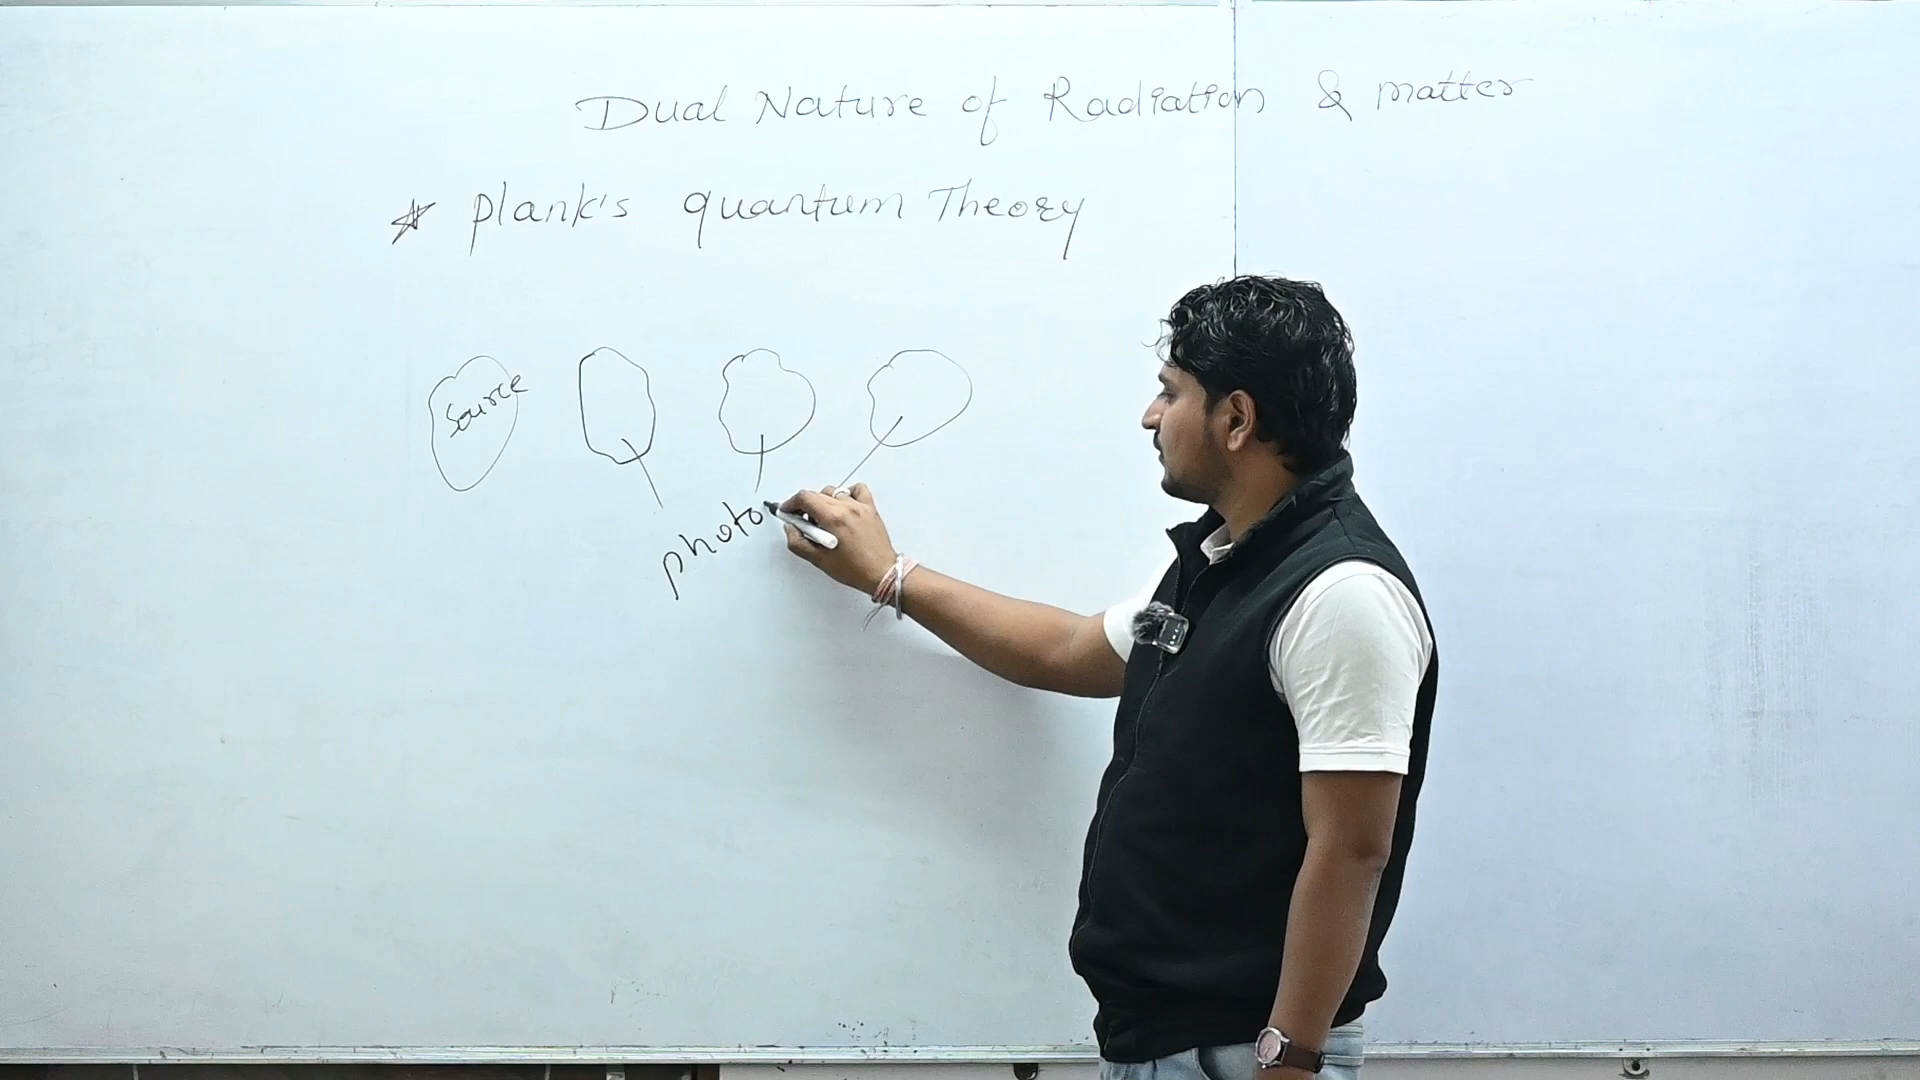 Dual Nature of Radiation & matter
* plank's quantum Theory
Source
photo